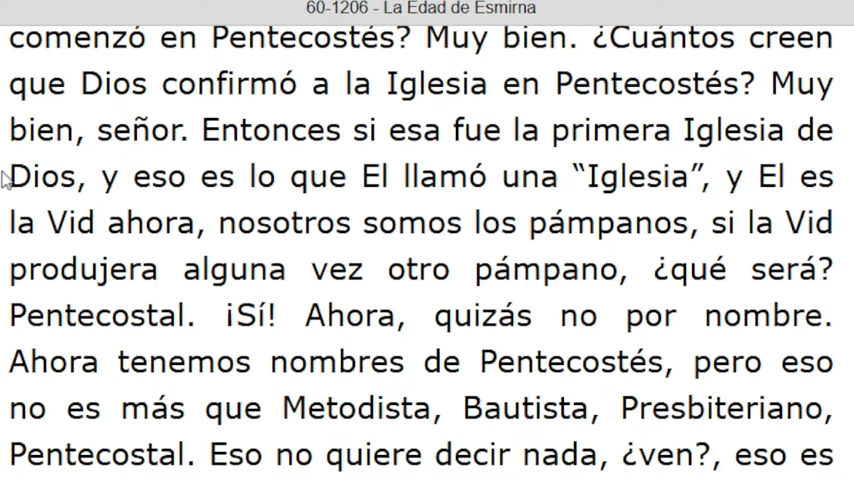 60-1206 - La Edad de Esmirna
comenzó en Pentecostés? Muy bien. ¿Cuántos creen
que Dios confirmó a la Iglesia en Pentecostés? Muy
bien, señor. Entonces si esa fue la primera Iglesia de
Dios, y eso es lo que El llamó una “Iglesia”, y El es
la Vid ahora, nosotros somos los pámpanos, si la Vid
produjera alguna vez otro pámpano, ¿qué será?
Pentecostal. ¡Sí! Ahora, quizás no por nombre.
Ahora tenemos nombres de Pentecostés, pero eso
no es más que Metodista, Bautista, Presbiteriano,
Pentecostal. Eso no quiere decir nada, ¿ven?, eso es